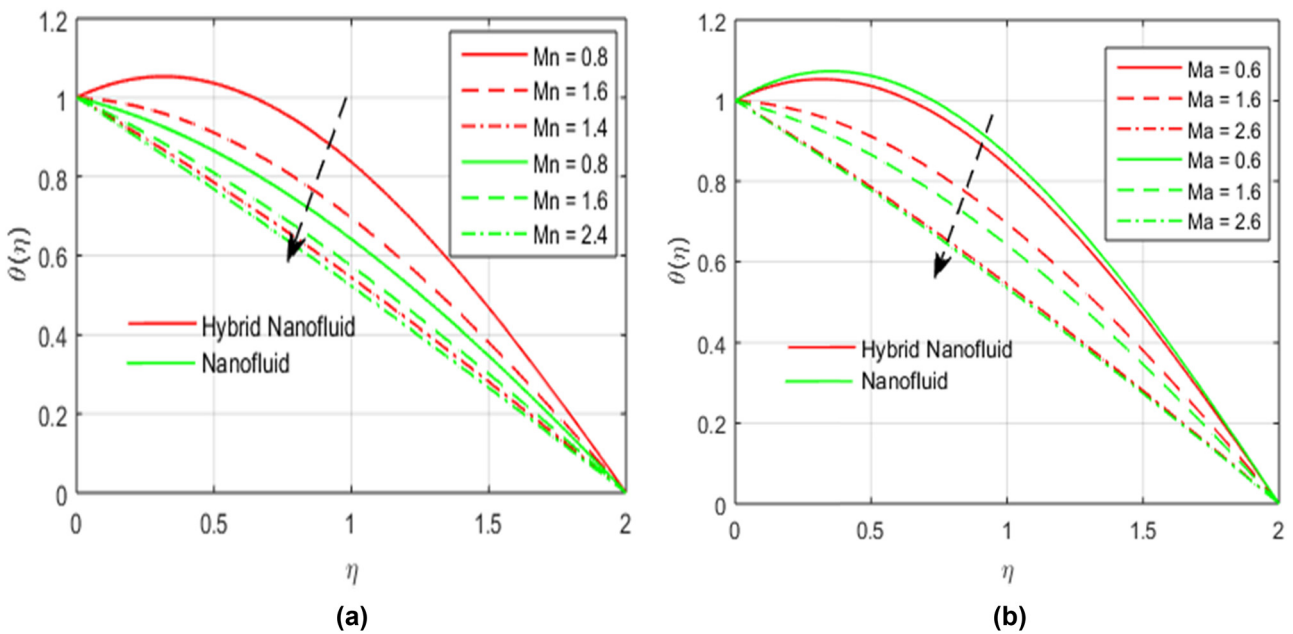 1.2
1
0.8
0.6
0.4
0.2
0
θ(η)
Mn = 0.8
Mn = 1.6
Mn = 1.4
Mn = 0.8
Mn = 1.6
Mn = 2.4
Hybrid Nanofluid
Nanofluid
0 0.5 1 1.5 2
η
(a)
1.2
1
0.8
0.6
0.4
0.2
0
θ(η)
Ma = 0.6
Ma = 1.6
Ma = 2.6
Ma = 0.6
Ma = 1.6
Ma = 2.6
Hybrid Nanofluid
Nanofluid
0 0.5 1 1.5 2
η
(b)